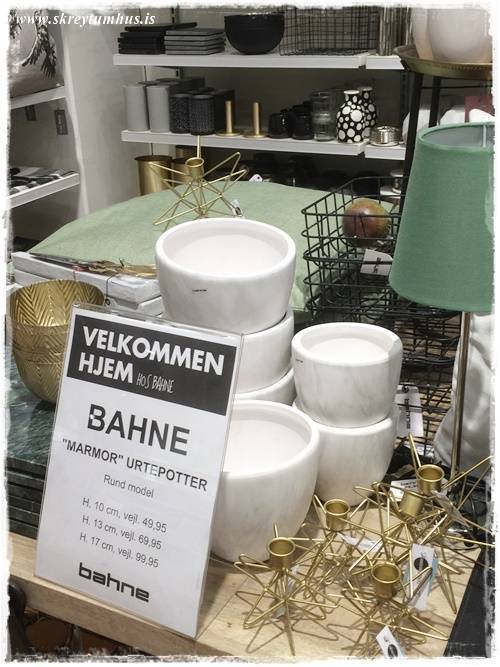 www.skreytumhus.is
VELKOMMEN
HJEM HOS BAHNE
BAHNE
"MARMOR" URTEPOTTER
Rund model
H. 10 cm, vejl. 49,95
H. 13 cm, vejl. 69,95
H. 17 cm, vejl. 99,95
bahne